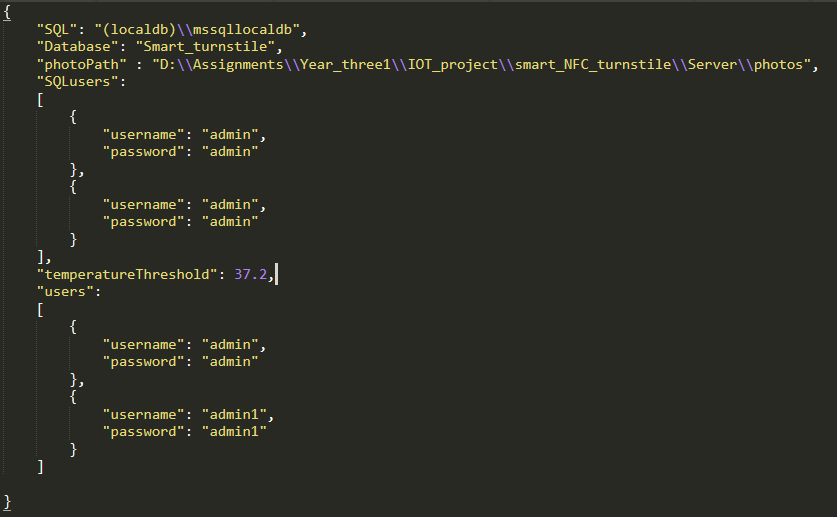 {
    "SQL": "(localdb)\\mssqllocaldb",
    "Database": "Smart_turnstile",
    "photoPath" : "D:\\Assignments\\Year_three1\\IOT_project\\smart_NFC_turnstile\\Server\\photos",
    "SQLusers":
    [
        {
            "username": "admin",
            "password": "admin"
        },
        {
            "username": "admin",
            "password": "admin"
        }
    ],
    "temperatureThreshold": 37.2,
    "users":
    [
        {
            "username": "admin",
            "password": "admin"
        },
        {
            "username": "admin1",
            "password": "admin1"
        }
    ]

}